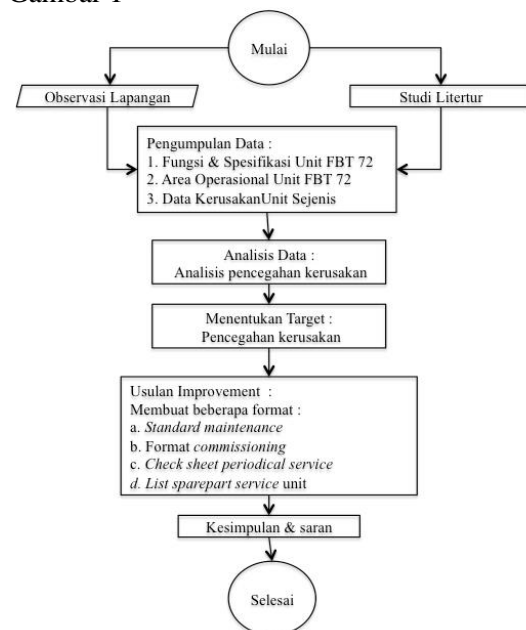 Gambar 1
Mulai
Observasi Lapangan
Studi Litertur
Pengumpulan Data :
1. Fungsi & Spesifikasi Unit FBT 72
2. Area Operasional Unit FBT 72
3. Data KerusakanUnit Sejenis
Analisis Data :
Analisis pencegahan kerusakan
Menentukan Target :
Pencegahan kerusakan
Usulan Improvement :
Membuat beberapa format :
a. Standard maintenance
b. Format commissioning
c. Check sheet periodical service
d. List sparepart service unit
Kesimpulan & saran
Selesai